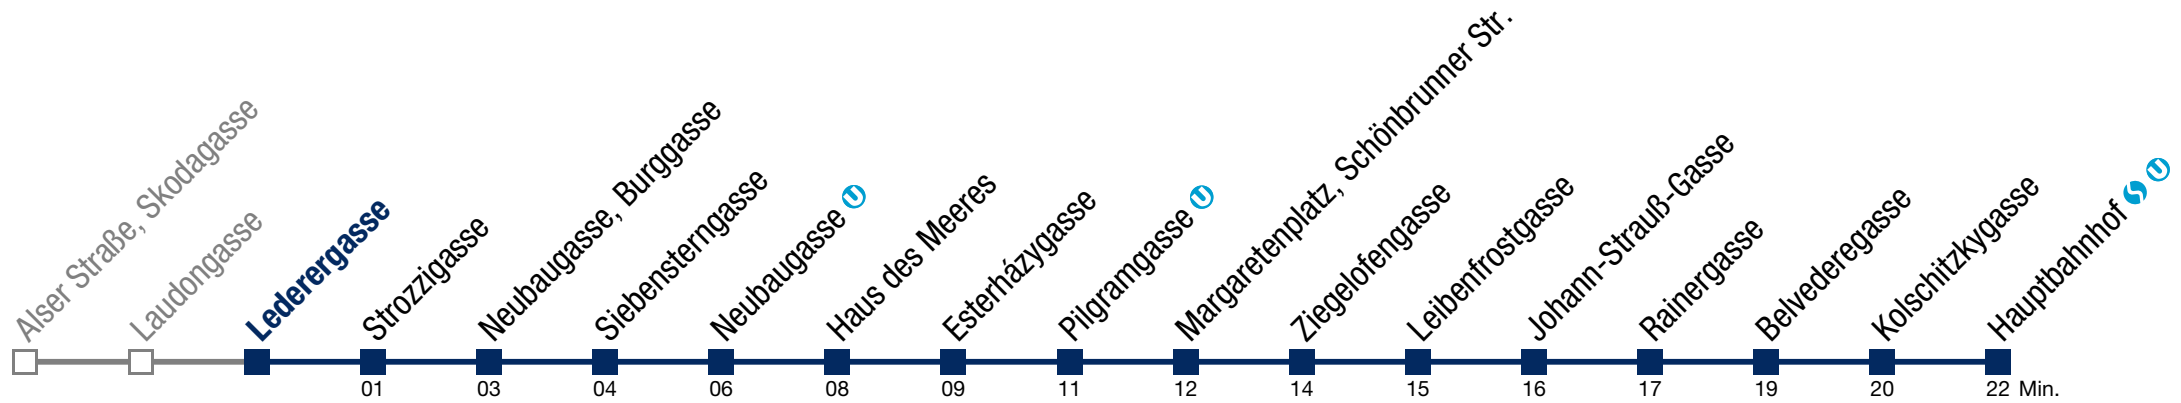 Alser Straße, Skodagasse
Laudongasse
Lederergasse
Strozzigasse
Neubaugasse, Burggasse
Siebensterngasse
Neubaugasse U
Haus des Meeres
Esterházygasse
Pilgramgasse U
Margaretenplatz, Schönbrunner Str.
Ziegelofengasse
Leibenfrostgasse
Johann-Strauß-Gasse
Rainergasse
Belvederegasse
Kolschitzkygasse
Hauptbahnhof S U
01 03 04 06 08 09 11 12 14 15 16 17 19 20 22 Min.